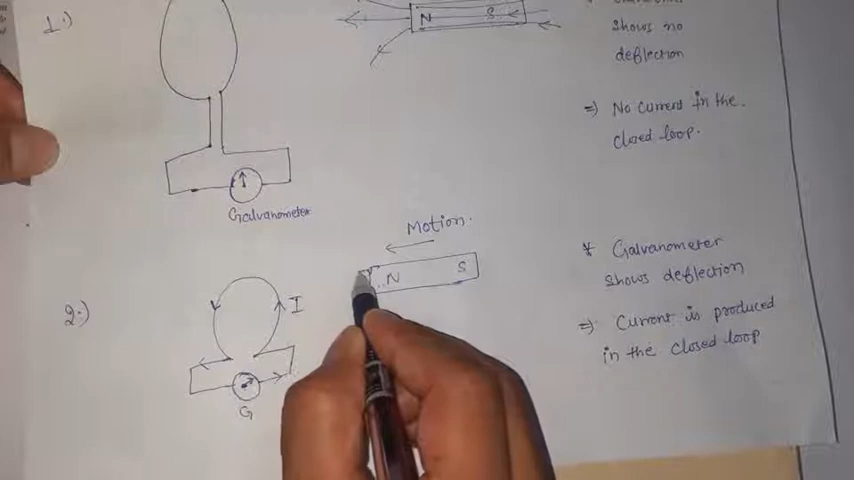 1.)
N S
shows no
deflection
=) No current in the
closed loop.
Galvanometer
Motion.
N S
* Galvanometer
shows deflection
2.)
I
=) Current is produced
in the closed loop
G